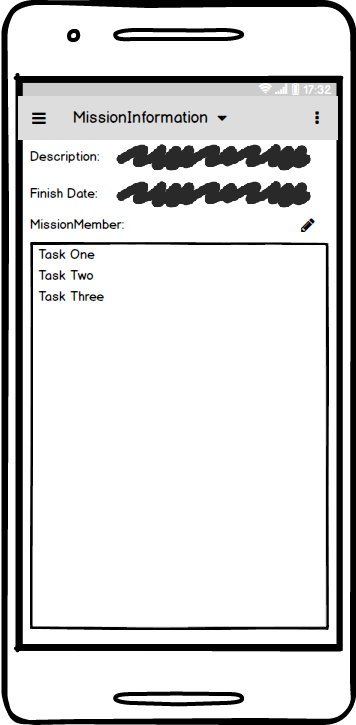 17:32
MissionInformation
Description:
Finish Date:
MissionMember:
Task One
Task Two
Task Three